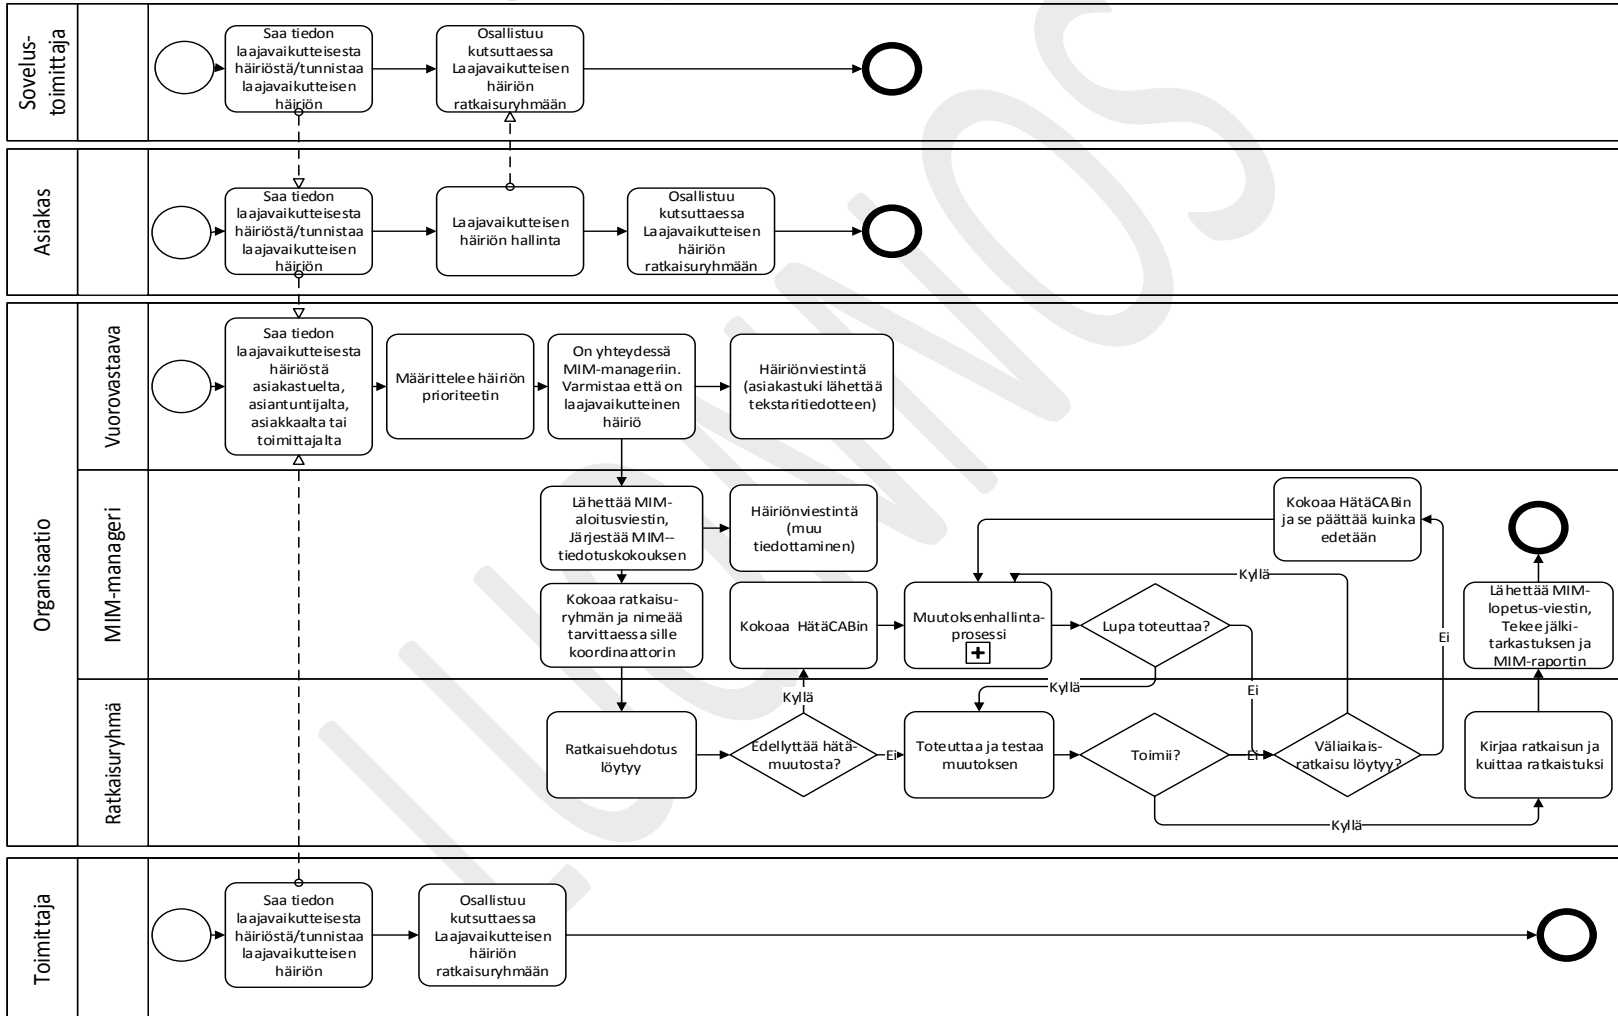 Sovelus-
toimittaja
Saa tiedon
laajavaikutteisesta
häiriöstä/tunnistaa
laajavaikutteisen
häiriön
Osallistuu
kutsuttaessa
Laajavaikutteisen
häiriön
ratkaisuryhmään
Asiakas
Saa tiedon
laajavaikutteisesta
häiriöstä/tunnistaa
laajavaikutteisen
häiriön
Laajavaikutteisen
häiriön hallinta
Osallistuu
kutsuttaessa
Laajavaikutteisen
häiriön
ratkaisuryhmään
Organisaatio
Vuorovastaava
Saa tiedon
laajavaikutteisesta
häiriöstä
asiakastuelta,
asiantuntijalta,
asiakkaalta tai
toimittajalta
Määrittelee häiriön
prioriteetin
On yhteydessä
MIM-manageriin.
Varmistaa että on
laajavaikutteinen
häiriö
Häiriönviestintä
(asiakastuki lähettää
tekstaritiedotteen)
MIM-manageri
Lähettää MIM-
aloitusviestin,
Järjestää MIM--
tiedotuskokouksen
Häiriönviestintä
(muu
tiedottaminen)
Kokoaa HätäCABin
ja se päättää kuinka
edetään
Kokoaa ratkaisu-
ryhmän ja nimeää
tarvittaessa sille
koordinaattorin
Kokoaa HätäCABin
Muutoksenhallinta-
prosessi
Lupa toteuttaa?
Kyllä
Ei
Lähettää MIM-
lopetus-viestin,
Tekee jälki-
tarkastuksen ja
MIM-raportin
Kyllä
Kyllä
Ei
Ratkaisuryhmä
Ratkaisuehdotus
löytyy
Edellyttää hätä-
muutosta?
Ei
Toteuttaa ja testaa
muutoksen
Toimii?
Ei
Väliaikais-
ratkaisu löytyy?
Kirjaa ratkaisun ja
kuittaa ratkaistuksi
Kyllä
Toimittaja
Saa tiedon
laajavaikutteisesta
häiriöstä/tunnistaa
laajavaikutteisen
häiriön
Osallistuu
kutsuttaessa
Laajavaikutteisen
häiriön
ratkaisuryhmään
LUONNOS